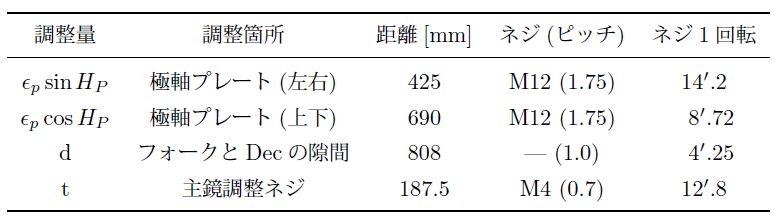 調整量 調整箇所 距離 [mm] ネジ (ピッチ) ネジ 1 回転
ϵp sin HP 極軸プレート (左右) 425 M12 (1.75) 14′.2
ϵp cos HP 極軸プレート (上下) 690 M12 (1.75) 8′.72
d フォークと Dec の隙間 808 — (1.0) 4′.25
t 主鏡調整ネジ 187.5 M4 (0.7) 12′.8